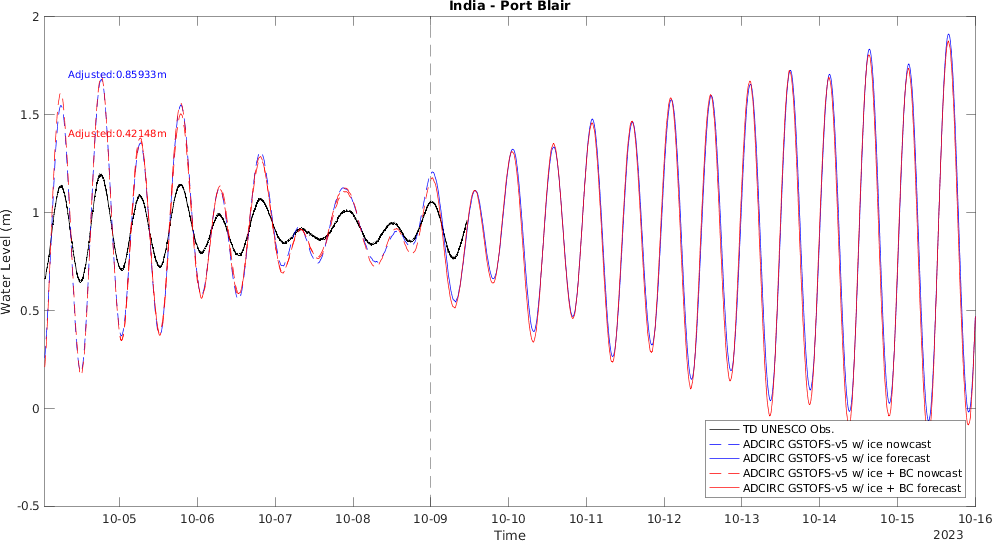 India - Port Blair
Adjusted:0.85933m
Adjusted:0.42148m
Water Level (m)
2
1.5
1
0.5
0
-0.5
10-05 10-06 10-07 10-08 10-09 10-10 10-11 10-12 10-13 10-14 10-15 10-16
Time
2023
TD UNESCO Obs.
ADCIRC GSTOFS-v5 w/ ice nowcast
ADCIRC GSTOFS-v5 w/ ice forecast
ADCIRC GSTOFS-v5 w/ ice + BC nowcast
ADCIRC GSTOFS-v5 w/ ice + BC forecast